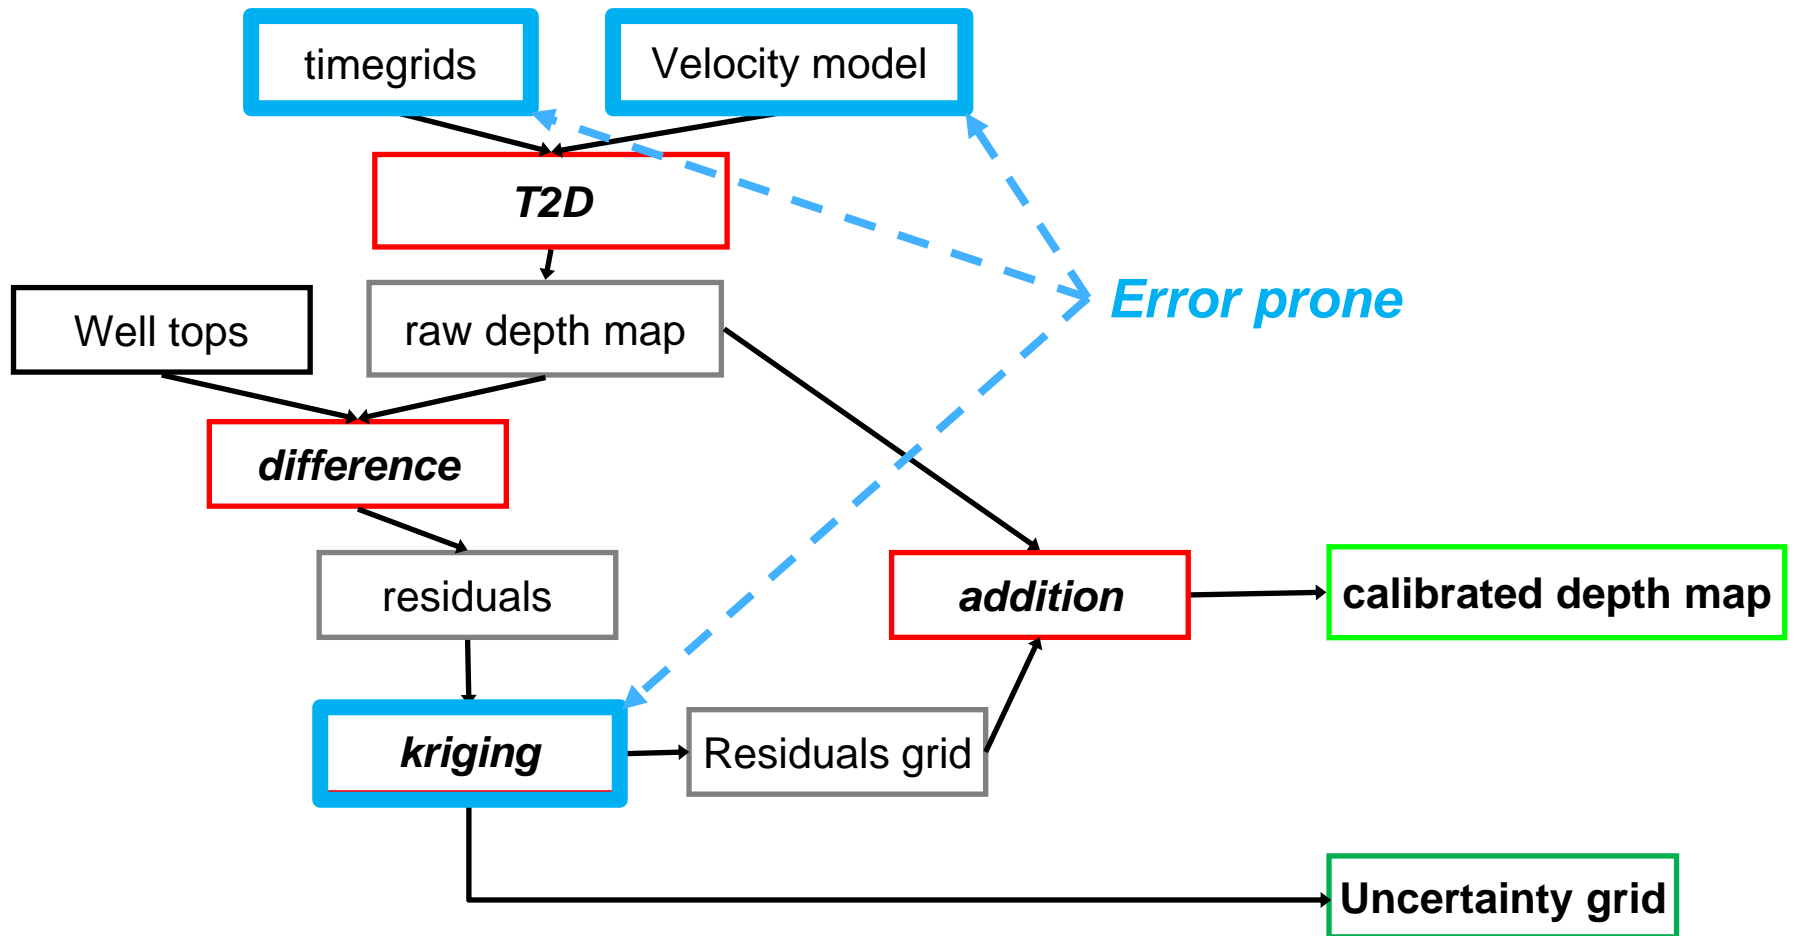 timegrids
Velocity model
T2D
Error prone
Well tops
raw depth map
difference
residuals
addition
calibrated depth map
kriging
Residuals grid
Uncertainty grid